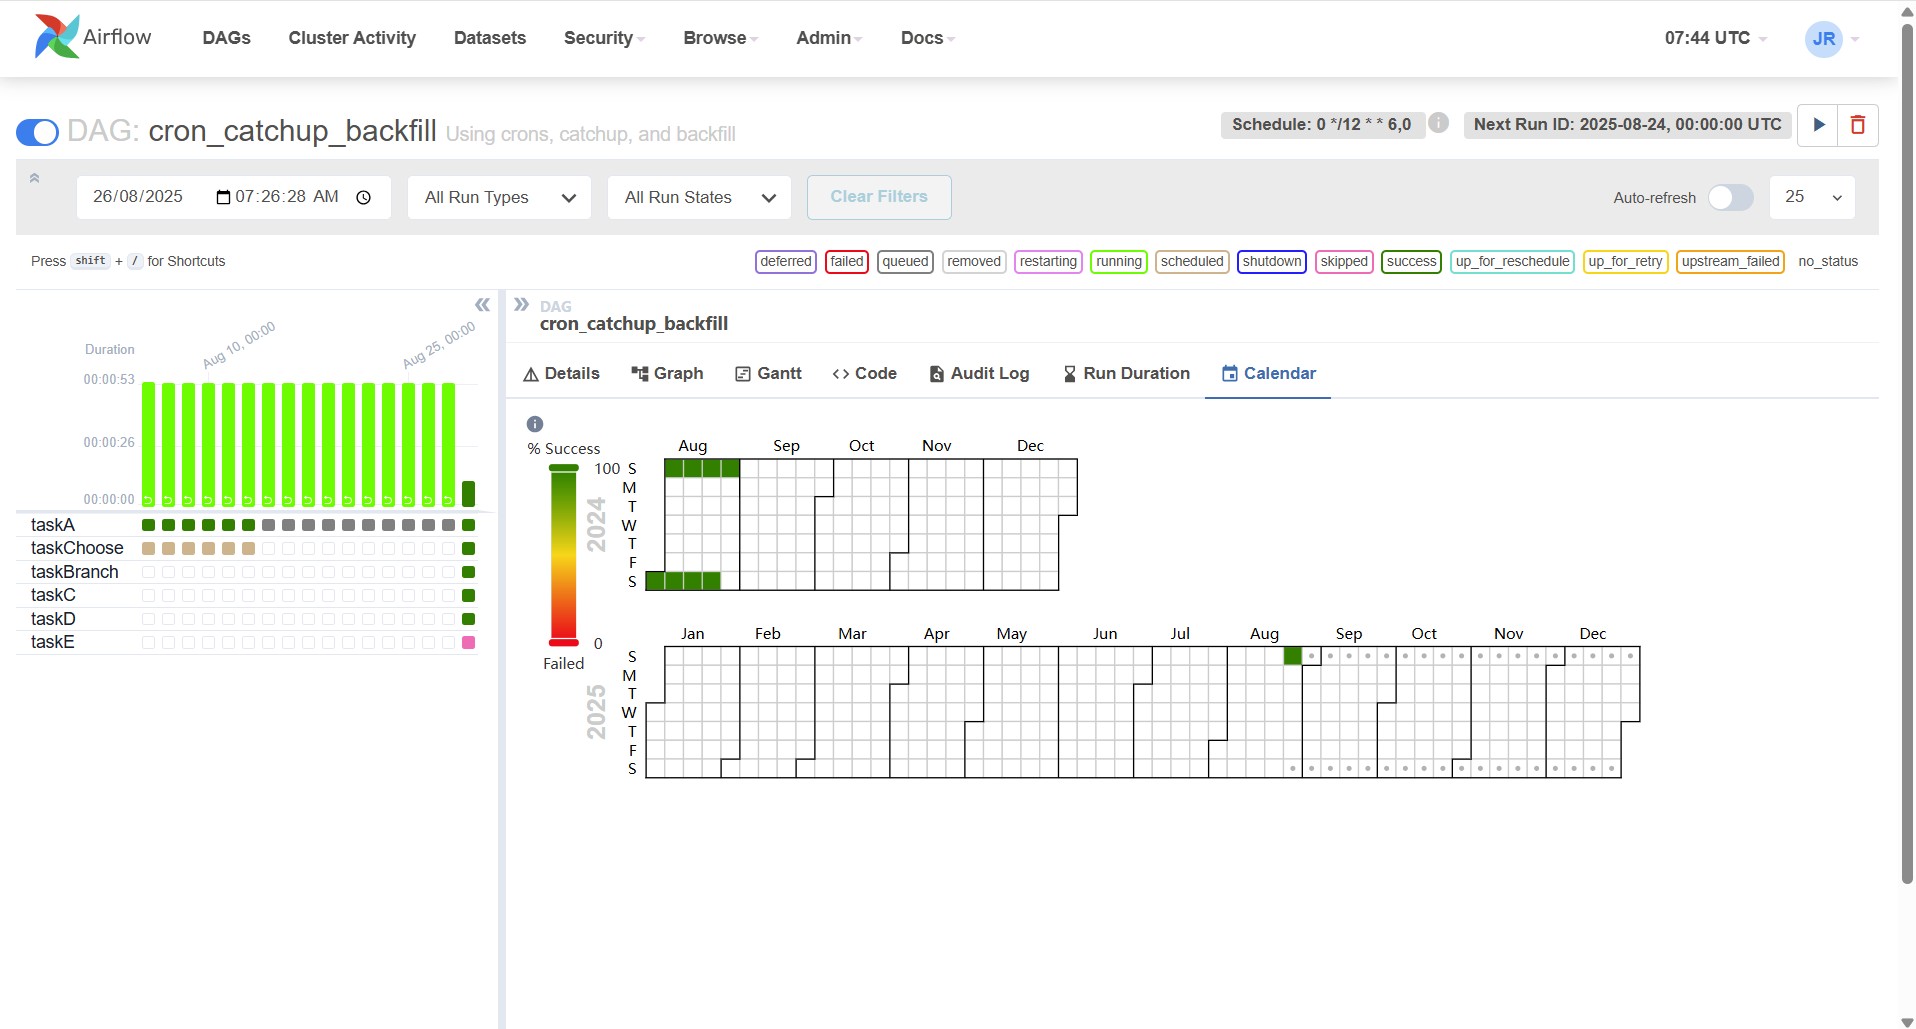 Airflow
DAGs Cluster Activity Datasets Security Browse Admin Docs
07:44 UTC
JR
DAG: cron_catchup_backfill Using crons, catchup, and backfill
Schedule: 0 */12 * * 6,0
Next Run ID: 2025-08-24, 00:00:00 UTC
26/08/2025 07:26:28 AM
All Run Types
All Run States
Clear Filters
Auto-refresh
25
Press shift + / for Shortcuts
deferred failed queued removed restarting running scheduled shutdown skipped success up_for_reschedule up_for_retry upstream_failed no_status
Aug 10, 00:00
Aug 25, 00:00
Duration
00:00:53
00:00:26
00:00:00
taskA
taskChoose
taskBranch
taskC
taskD
taskE
DAG
cron_catchup_backfill
Details Graph Gantt Code Audit Log Run Duration Calendar
% Success
100
0
Failed
Aug Sep Oct Nov Dec
2024
S
M
T
W
T
F
S
Jan Feb Mar Apr May Jun Jul Aug Sep Oct Nov Dec
2025
S
M
T
W
T
F
S